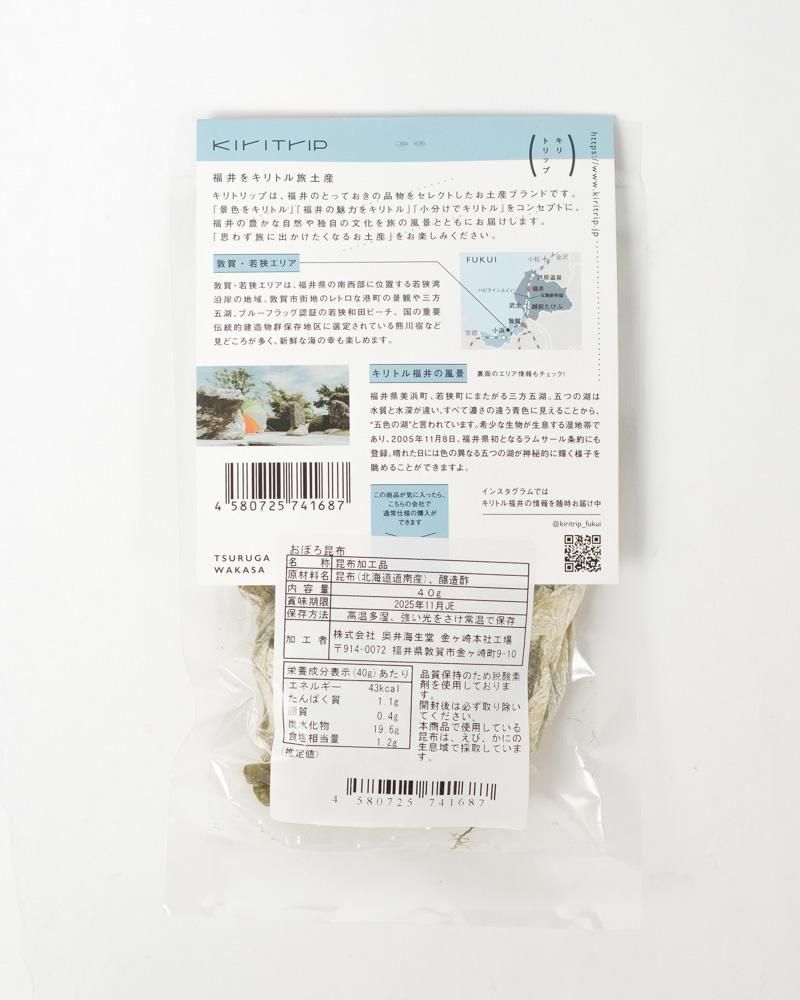 KIRITRIP
キリトリップ
https://www.kiritrip.jp
福井をキリトル旅土産
キリトリップは、福井のとっておきの品物をセレクトしたお土産ブランドです。
「景色をキリトル」「福井の魅力をキリトル」「小分けでキリトル」をコンセプトに、
福井の豊かな自然や独自の文化を旅の風景とともにお届けします。
「思わず旅に出かけたくなるお土産」をお楽しみください。
敦賀・若狭エリア
敦賀・若狭エリアは、福井県の南西部に位置する若狭湾
沿岸の地域。敦賀市街地のレトロな港町の景観や三方
五湖、ブルーフラッグ認証の若狭和田ビーチ、国の重要
伝統的建造物群保存地区に選定されている熊川宿など
見どころが多く、新鮮な海の幸も楽しめます。
FUKUI
小松
金沢
芦原温泉
ハピラインふくい
福井
北陸新幹線
武生
越前たけふ
敦賀
小浜
京都
キリトル福井の風景
裏面のエリア情報もチェック!
福井県美浜町、若狭町にまたがる三方五湖。五つの湖は
水質と水深が違い、すべて濃さの違う青色に見えることから、
“五色の湖”と言われています。希少な生物が生息する湿地帯で
あり、2005年11月8日、福井県初となるラムサール条約にも
登録。晴れた日には色の異なる五つの湖が神秘的に輝く様子を
眺めることができますよ。
4 580725 741687
この商品が気に入ったら、
こちらの会社で
通常仕様の購入が
できます
インスタグラムでは
キリトル福井の情報を随時お届け中
@kiritrip_fukui
TSURUGA
WAKASA
おぼろ昆布
名 称 昆布加工品
原材料名 昆布(北海道道南産)、醸造酢
内 容 量 40g
賞味期限 2025年11月JE
保存方法 高温多湿、強い光をさけ常温で保存
加 工 者 株式会社 奥井海生堂 金ヶ崎本社工場
〒914-0072 福井県敦賀市金ヶ崎町9-10
栄養成分表示(40g)あたり
エネルギー 43kcal
たんぱく質 1.1g
脂質 0.4g
炭水化物 19.6g
食塩相当量 1.2g
(推定値)
品質保持のため脱酸素
剤を使用しておりま
す。
開封後は必ず取り除い
てください。
本商品で使用している
昆布は、えび、かにの
生息域で採取していま
す。
4 580725 741687